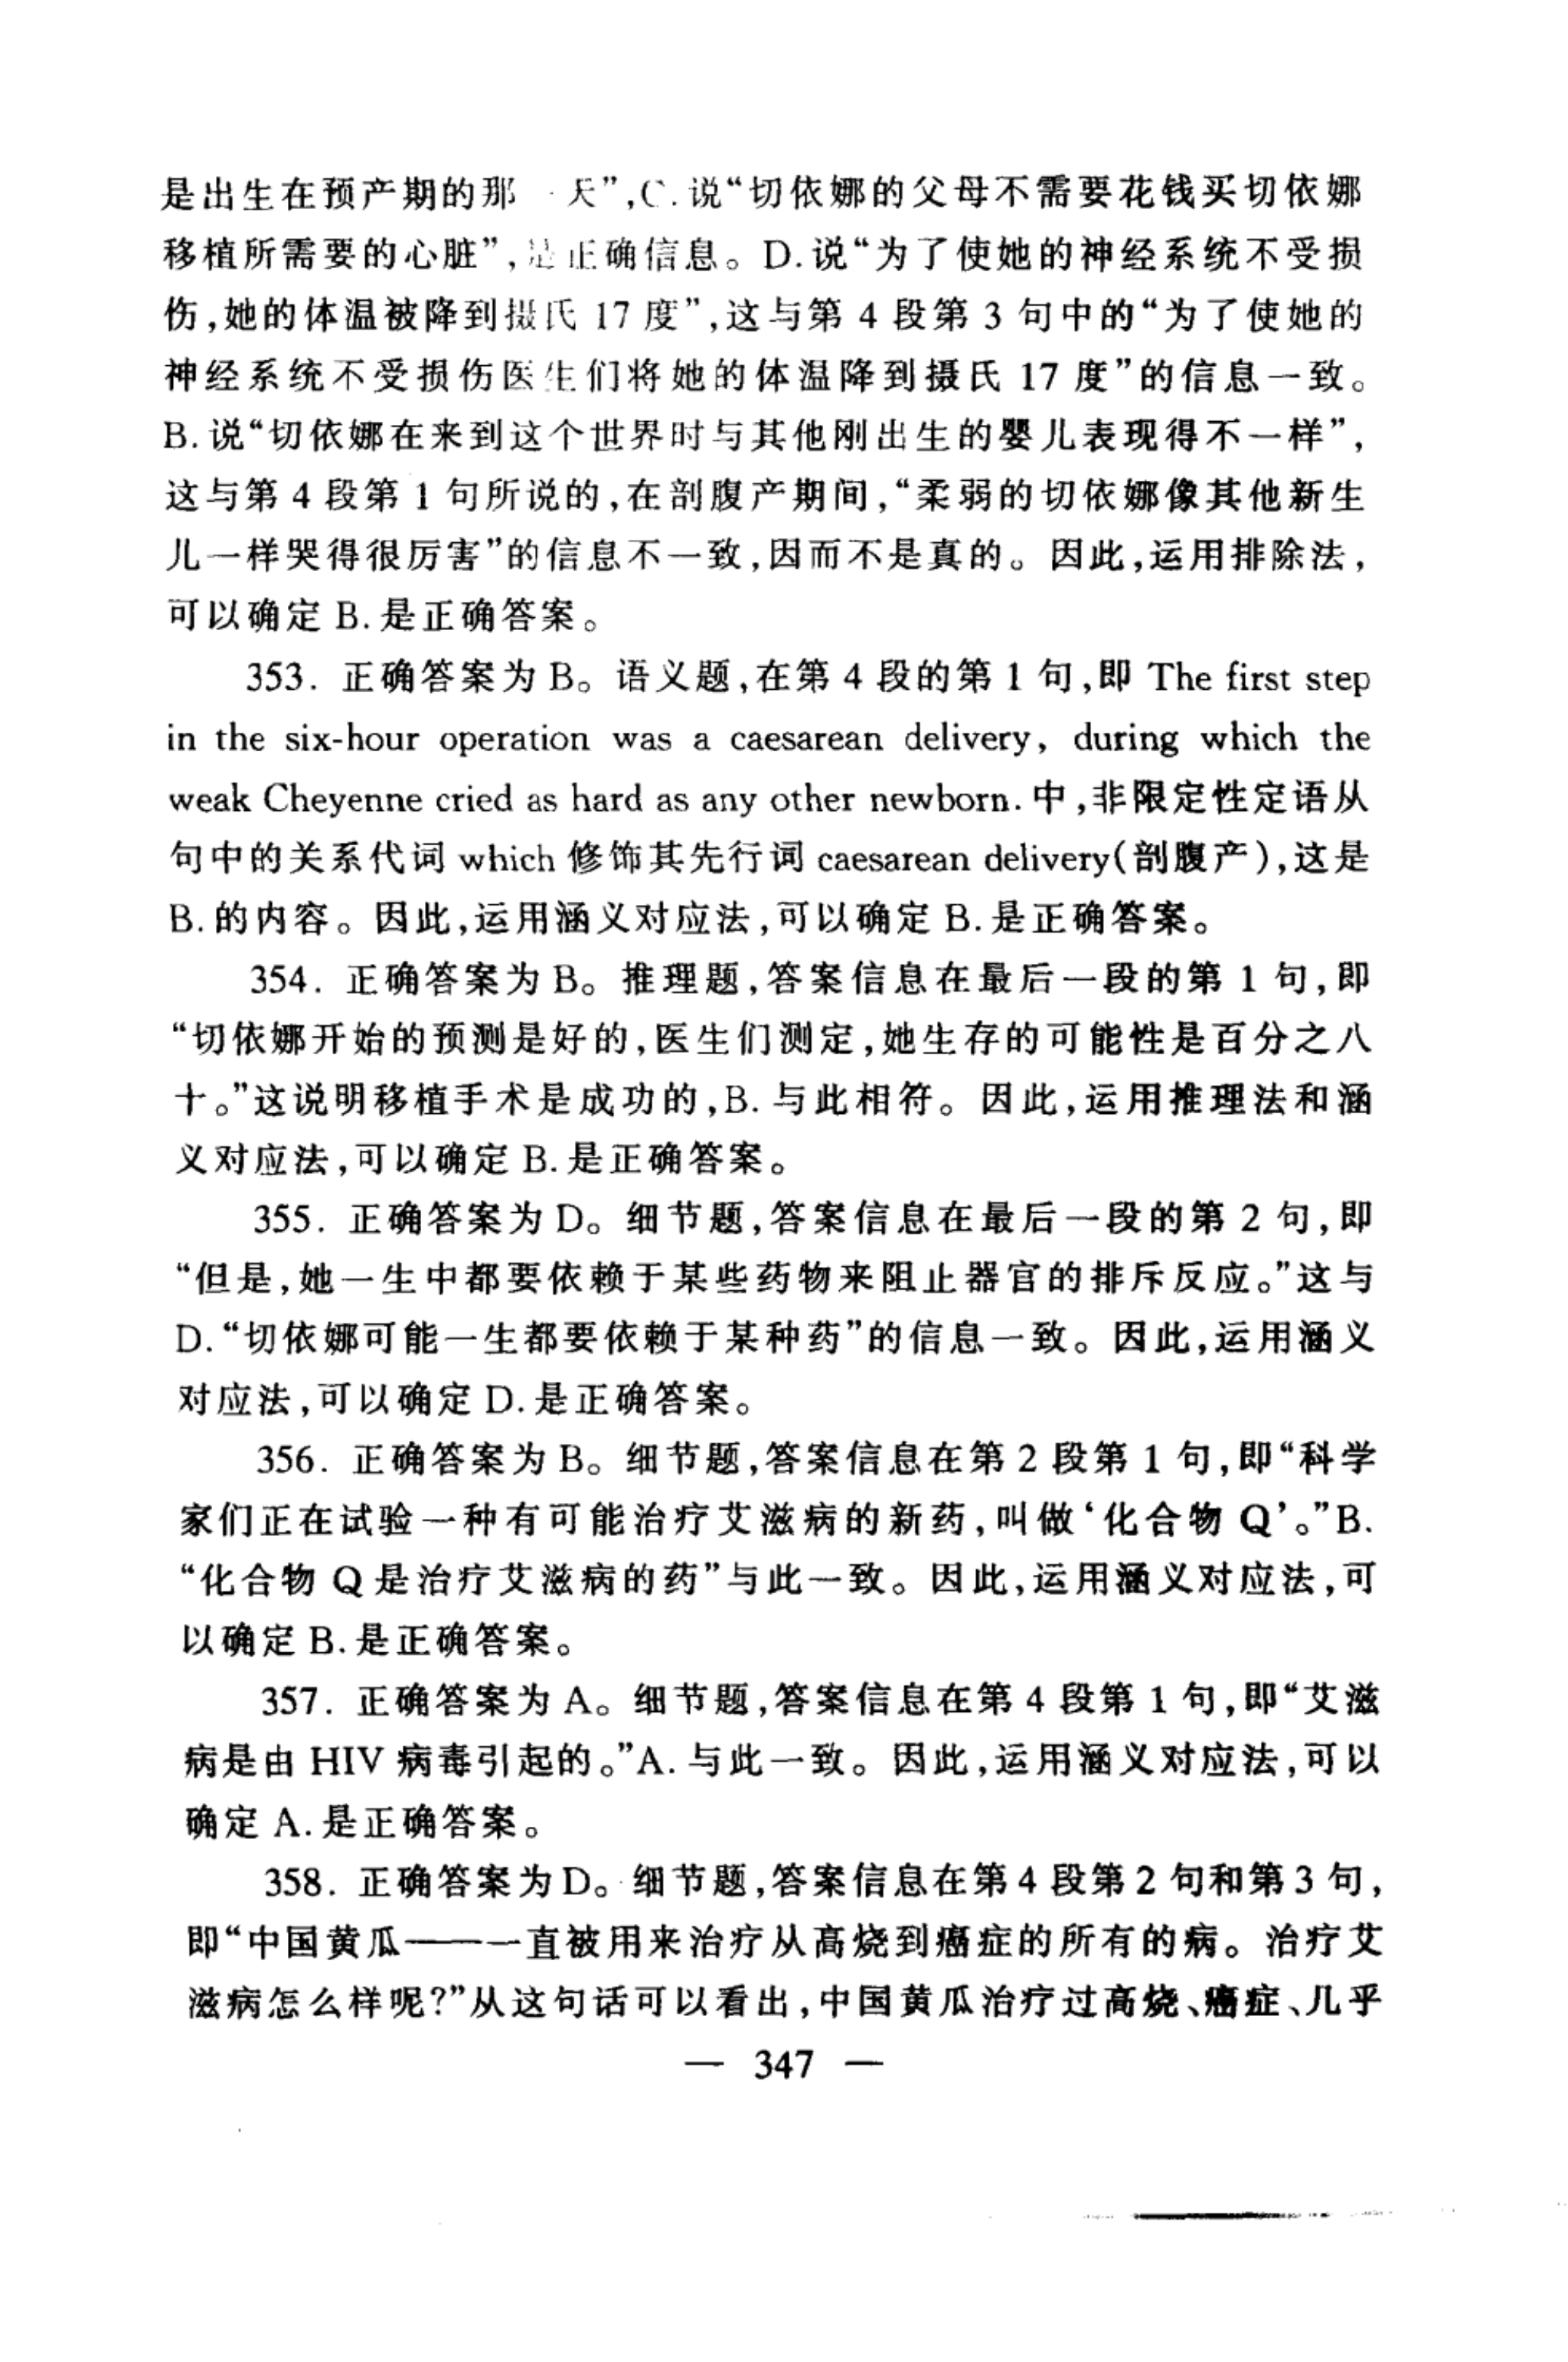 是出生在预产期的那一天”,C.说“切依娜的父母不需要花钱买切依娜
移植所需要的心脏”,是正确信息。D.说“为了使她的神经系统不受损
伤,她的体温被降到摄氏 17 度”,这与第 4 段第 3 句中的“为了使她的
神经系统不受损伤医生们将她的体温降到摄氏 17 度”的信息一致。
B.说“切依娜在来到这个世界时与其他刚出生的婴儿表现得不一样”,
这与第 4 段第 1 句所说的,在剖腹产期间,“柔弱的切依娜像其他新生
儿一样哭得很厉害”的信息不一致,因而不是真的。因此,运用排除法,
可以确定 B.是正确答案。
353. 正确答案为 B。语义题,在第 4 段的第 1 句,即 The first step
in the six-hour operation was a caesarean delivery, during which the
weak Cheyenne cried as hard as any other newborn.中,非限定性定语从
句中的关系代词 which 修饰其先行词 caesarean delivery(剖腹产),这是
B.的内容。因此,运用涵义对应法,可以确定 B.是正确答案。
354. 正确答案为 B。推理题,答案信息在最后一段的第 1 句,即
“切依娜开始的预测是好的,医生们测定,她生存的可能性是百分之八
十。”这说明移植手术是成功的,B.与此相符。因此,运用推理法和涵
义对应法,可以确定 B.是正确答案。
355. 正确答案为 D。细节题,答案信息在最后一段的第 2 句,即
“但是,她一生中都要依赖于某些药物来阻止器官的排斥反应。”这与
D.“切依娜可能一生都要依赖于某种药”的信息一致。因此,运用涵义
对应法,可以确定 D.是正确答案。
356. 正确答案为 B。细节题,答案信息在第 2 段第 1 句,即“科学
家们正在试验一种有可能治疗艾滋病的新药,叫做‘化合物 Q’。”B.
“化合物 Q 是治疗艾滋病的药”与此一致。因此,运用涵义对应法,可
以确定 B.是正确答案。
357. 正确答案为 A。细节题,答案信息在第 4 段第 1 句,即“艾滋
病是由 HIV 病毒引起的。”A.与此一致。因此,运用涵义对应法,可以
确定 A.是正确答案。
358. 正确答案为 D。细节题,答案信息在第 4 段第 2 句和第 3 句,
即“中国黄瓜——一直被用来治疗从高烧到癌症的所有的病。治疗艾
滋病怎么样呢?”从这句话可以看出,中国黄瓜治疗过高烧、癌症、几乎
— 347 —